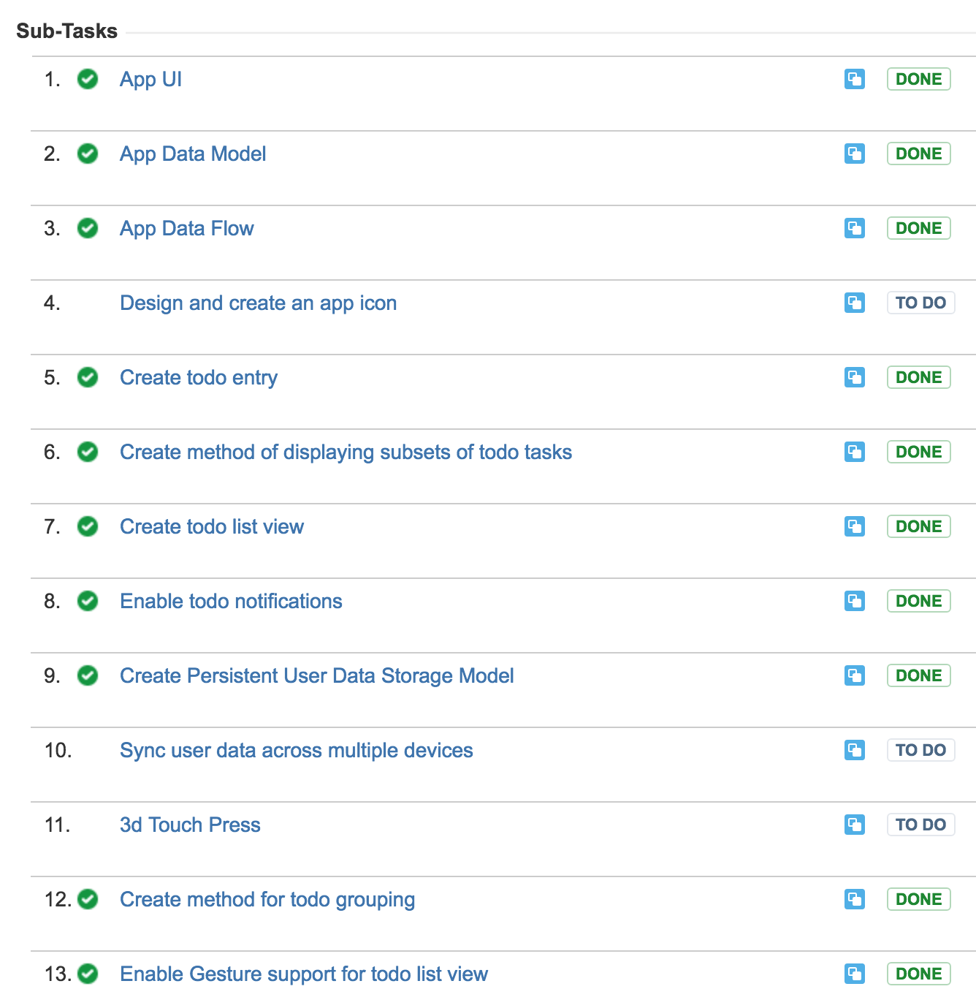 Sub-Tasks
1. App UI DONE
2. App Data Model DONE
3. App Data Flow DONE
4. Design and create an app icon TO DO
5. Create todo entry DONE
6. Create method of displaying subsets of todo tasks DONE
7. Create todo list view DONE
8. Enable todo notifications DONE
9. Create Persistent User Data Storage Model DONE
10. Sync user data across multiple devices TO DO
11. 3d Touch Press TO DO
12. Create method for todo grouping DONE
13. Enable Gesture support for todo list view DONE